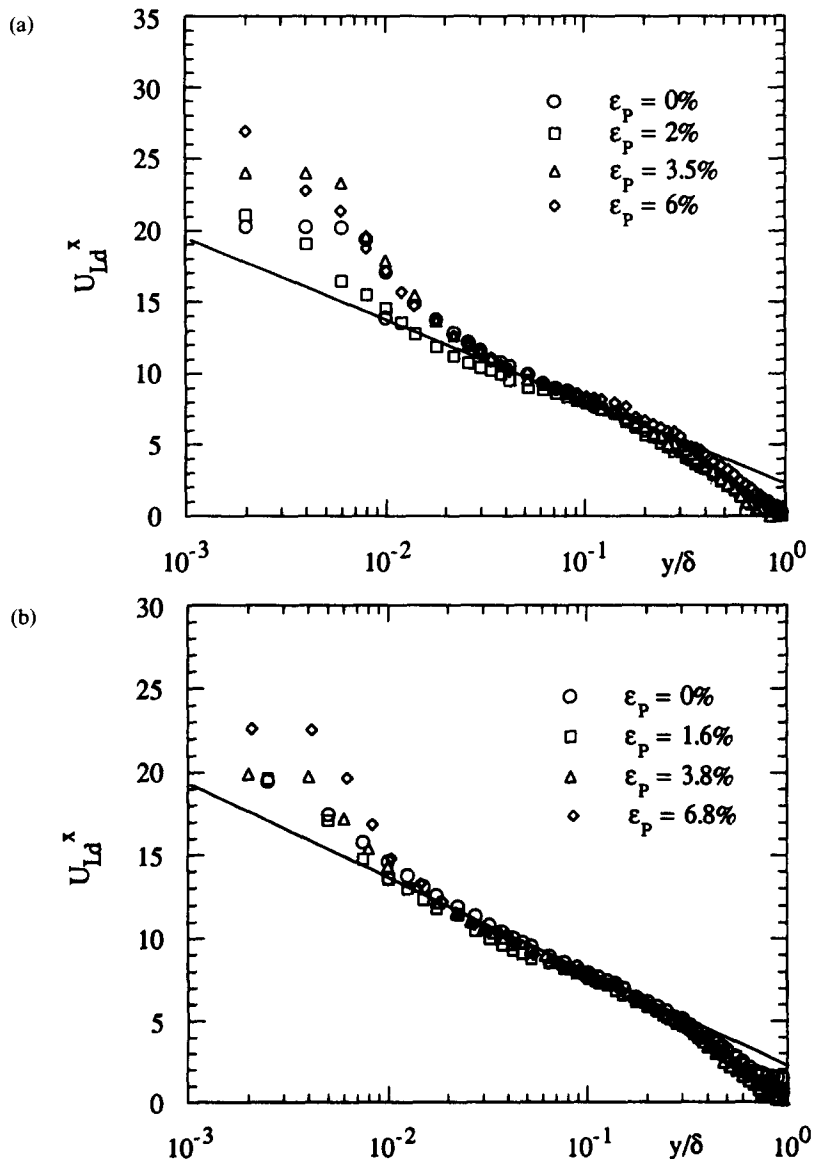 (a)
35
30
25
20
15
10
5
0
U_Ld^x
○ ε_P = 0%
□ ε_P = 2%
△ ε_P = 3.5%
◇ ε_P = 6%
10^-3 10^-2 10^-1 y/δ 10^0
(b)
30
25
20
15
10
5
0
U_Ld^x
○ ε_P = 0%
□ ε_P = 1.6%
△ ε_P = 3.8%
◇ ε_P = 6.8%
10^-3 10^-2 10^-1 y/δ 10^0